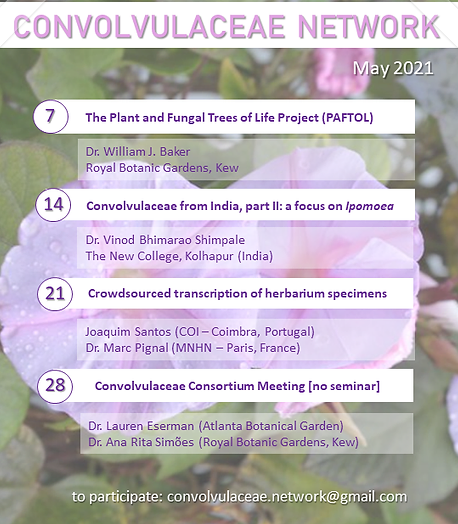 CONVOLVULACEAE NETWORK
May 2021
7
The Plant and Fungal Trees of Life Project (PAFTOL)
Dr. William J. Baker
Royal Botanic Gardens, Kew
14
Convolvulaceae from India, part II: a focus on Ipomoea
Dr. Vinod Bhimarao Shimpale
The New College, Kolhapur (India)
21
Crowdsourced transcription of herbarium specimens
Joaquim Santos (COI – Coimbra, Portugal)
Dr. Marc Pignal (MNHN – Paris, France)
28
Convolvulaceae Consortium Meeting [no seminar]
Dr. Lauren Eserman (Atlanta Botanical Garden)
Dr. Ana Rita Simões (Royal Botanic Gardens, Kew)
to participate: convolvulaceae.network@gmail.com